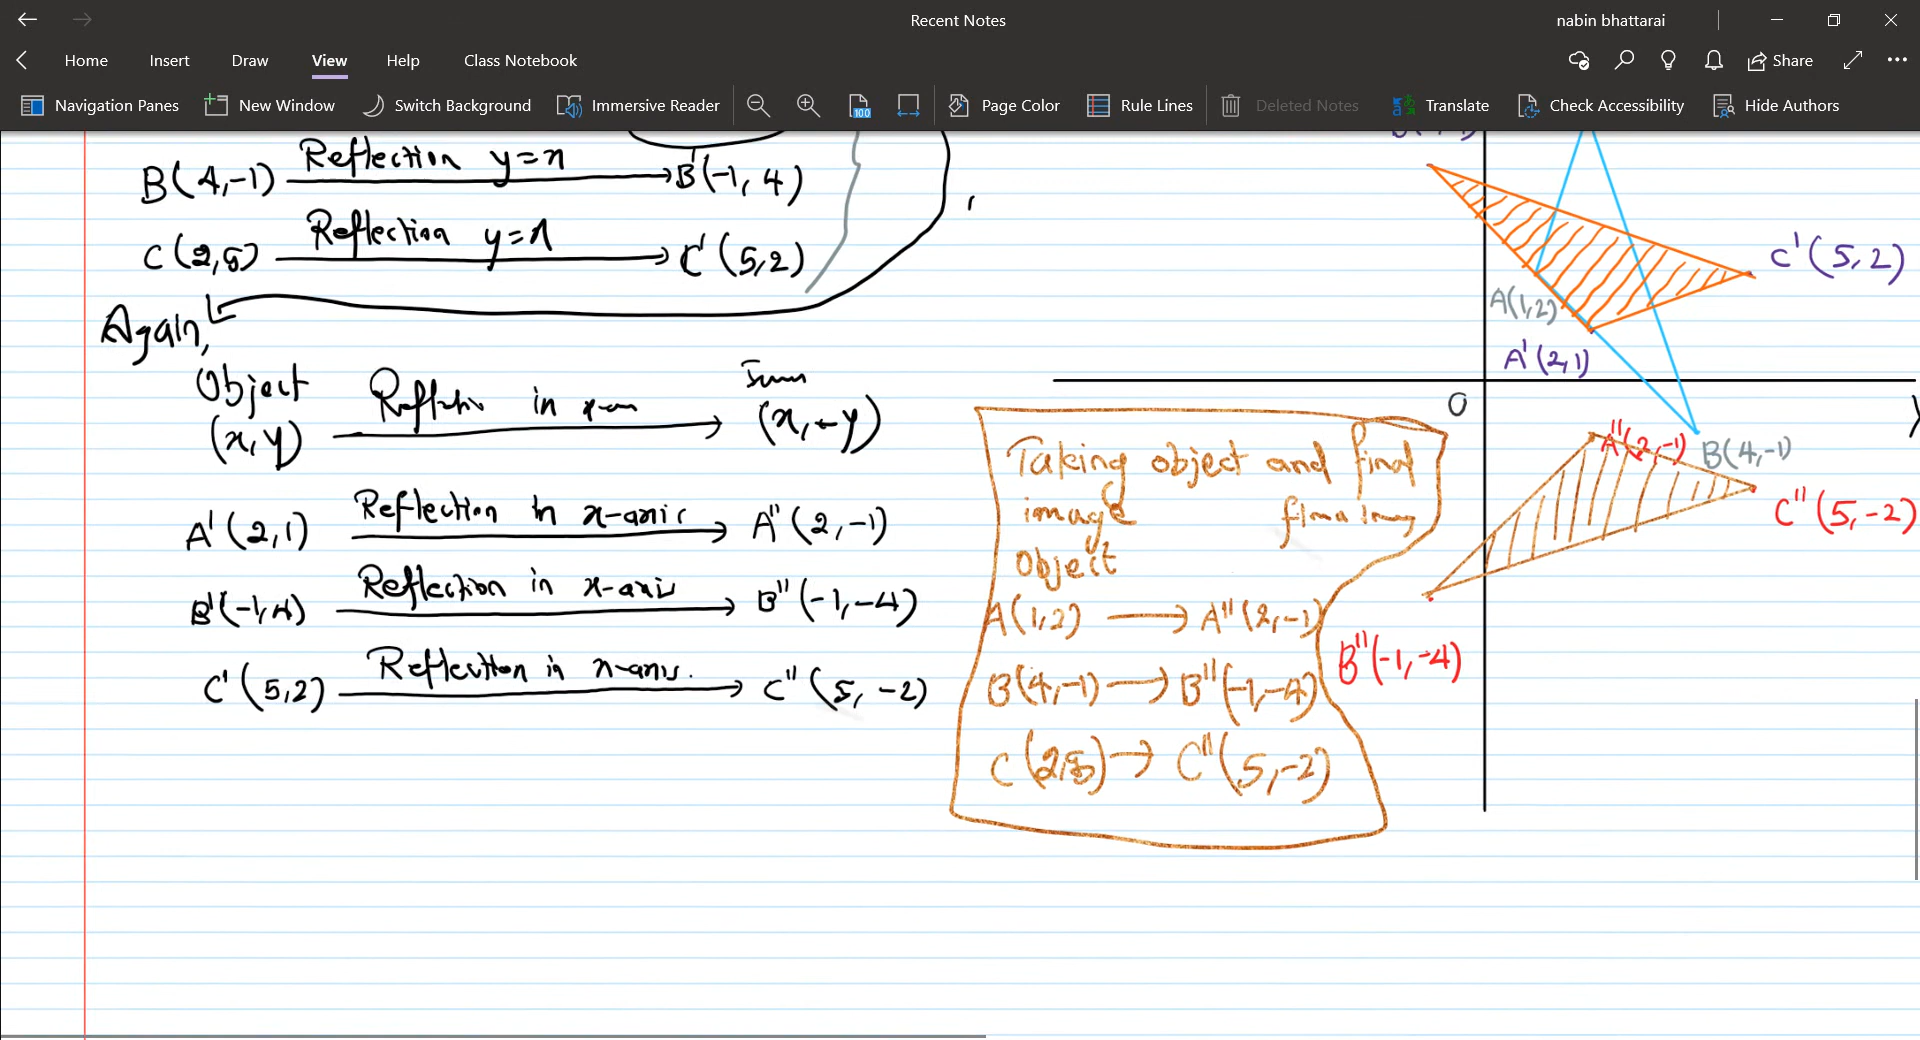 Recent Notes
nabin bhattarai
Home Insert Draw View Help Class Notebook
Share
Navigation Panes New Window Switch Background Immersive Reader Page Color Rule Lines Deleted Notes Translate Check Accessibility Hide Authors
B(4,-1) Reflection y=x B'(-1, 4)
C(2,5) Reflection y=x C'(5,2)
Again,
Object Reflection in
(x,y) (x,-y)
A'(2,1) Reflection in x-axis A"(2,-1)
B'(-1,4) Reflection in x-axis B"(-1,-4)
C'(5,2) Reflection in x-axis. C"(5,-2)
Taking object and final
image
object
A(1,2) → A"(2,-1)
B(4,-1) → B"(-1,-4)
C(2,5) → C"(5,-2)
C'(5,2)
A(1,2)
A'(2,1)
O
A"(2,-1)
B(4,-1)
C"(5,-2)
B"(-1,-4)